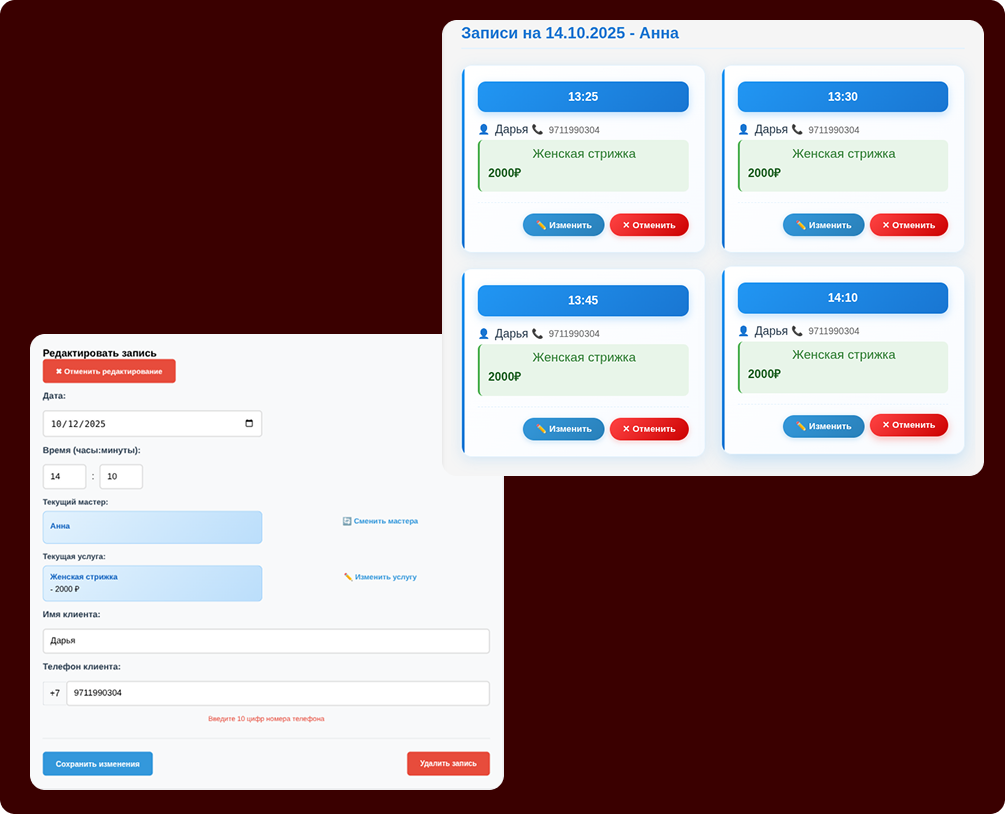 Записи на 14.10.2025 - Анна
13:25
👤 Дарья 📞 9711990304
Женская стрижка
2000₽
✏️ Изменить
✕ Отменить
13:30
👤 Дарья 📞 9711990304
Женская стрижка
2000₽
✏️ Изменить
✕ Отменить
13:45
👤 Дарья 📞 9711990304
Женская стрижка
2000₽
✏️ Изменить
✕ Отменить
14:10
👤 Дарья 📞 9711990304
Женская стрижка
2000₽
✏️ Изменить
✕ Отменить
Редактировать запись
✖ Отменить редактирование
Дата:
10/12/2025
Время (часы:минуты):
14 : 10
Текущий мастер:
Анна
🔄 Сменить мастера
Текущая услуга:
Женская стрижка
- 2000 ₽
✏️ Изменить услугу
Имя клиента:
Дарья
Телефон клиента:
+7 9711990304
Введите 10 цифр номера телефона
Сохранить изменения
Удалить запись